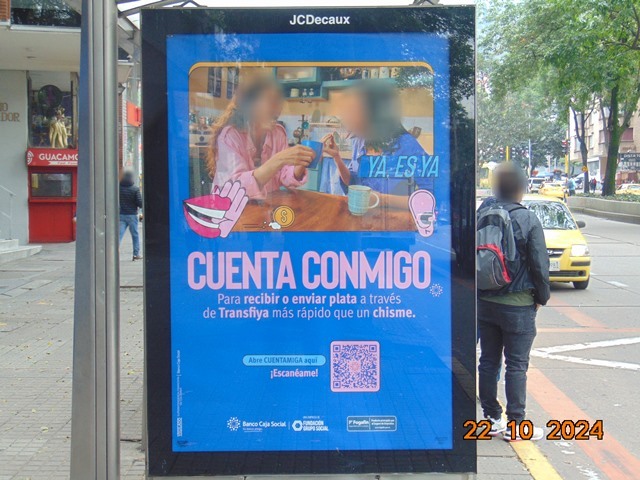 JCDecaux
GUACAMO
YA, ES YA
CUENTA CONMIGO
Para recibir o enviar plata a través
de Transfiya más rápido que un chisme.
Abre CUENTAMIGA aquí
¡Escanéame!
Banco Caja Social
FUNDACIÓN
GRUPO SOCIAL
22 10 2024